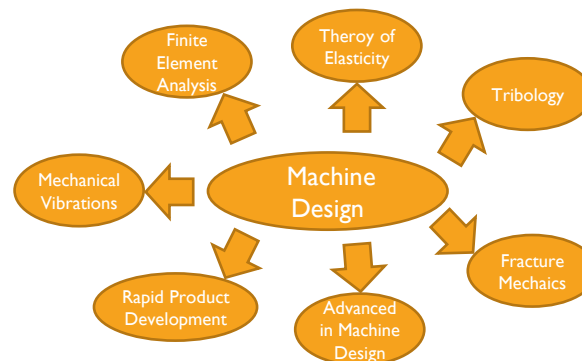 Finite
Element
Analysis
Theroy of
Elasticity
Tribology
Mechanical
Vibrations
Machine
Design
Rapid Product
Development
Advanced
in Machine
Design
Fracture
Mechaics